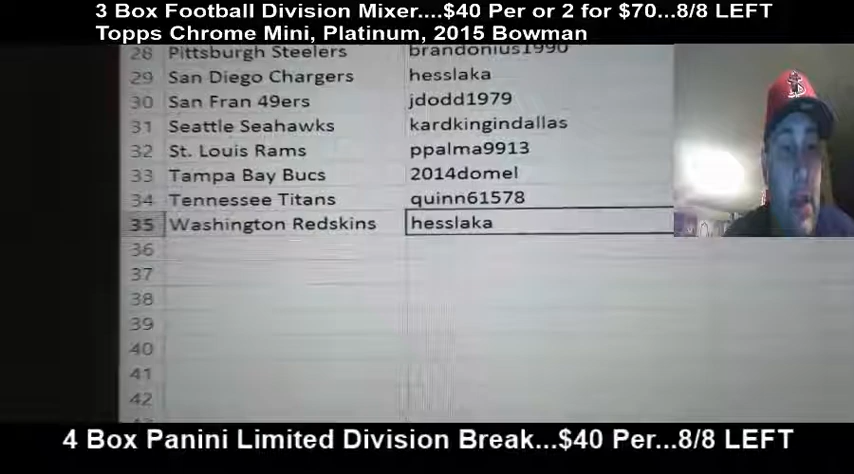 3 Box Football Division Mixer....$40 Per or 2 for $70...8/8 LEFT
Topps Chrome Mini, Platinum, 2015 Bowman
28 Pittsburgh Steelers brandonius1990
29 San Diego Chargers hesslaka
30 San Fran 49ers jdodd1979
31 Seattle Seahawks kardkingindallas
32 St. Louis Rams ppalma9913
33 Tampa Bay Bucs 2014domel
34 Tennessee Titans quinn61578
35 Washington Redskins hesslaka
36
37
38
39
40
41
42
4 Box Panini Limited Division Break...$40 Per...8/8 LEFT